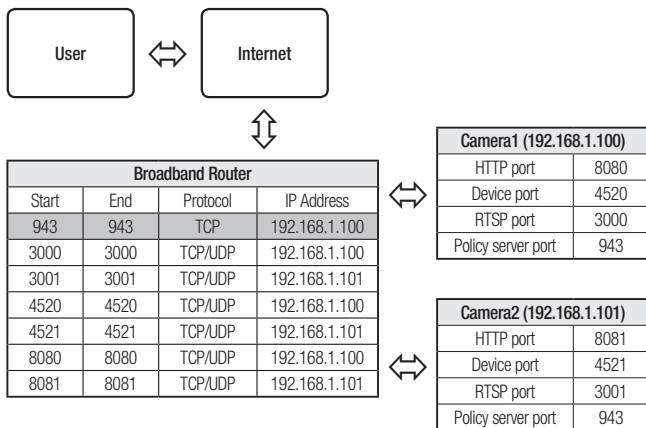 User
Internet
Broadband Router
Start End Protocol IP Address
943 943 TCP 192.168.1.100
3000 3000 TCP/UDP 192.168.1.100
3001 3001 TCP/UDP 192.168.1.101
4520 4520 TCP/UDP 192.168.1.100
4521 4521 TCP/UDP 192.168.1.101
8080 8080 TCP/UDP 192.168.1.100
8081 8081 TCP/UDP 192.168.1.101
Camera1 (192.168.1.100)
HTTP port 8080
Device port 4520
RTSP port 3000
Policy server port 943
Camera2 (192.168.1.101)
HTTP port 8081
Device port 4521
RTSP port 3001
Policy server port 943